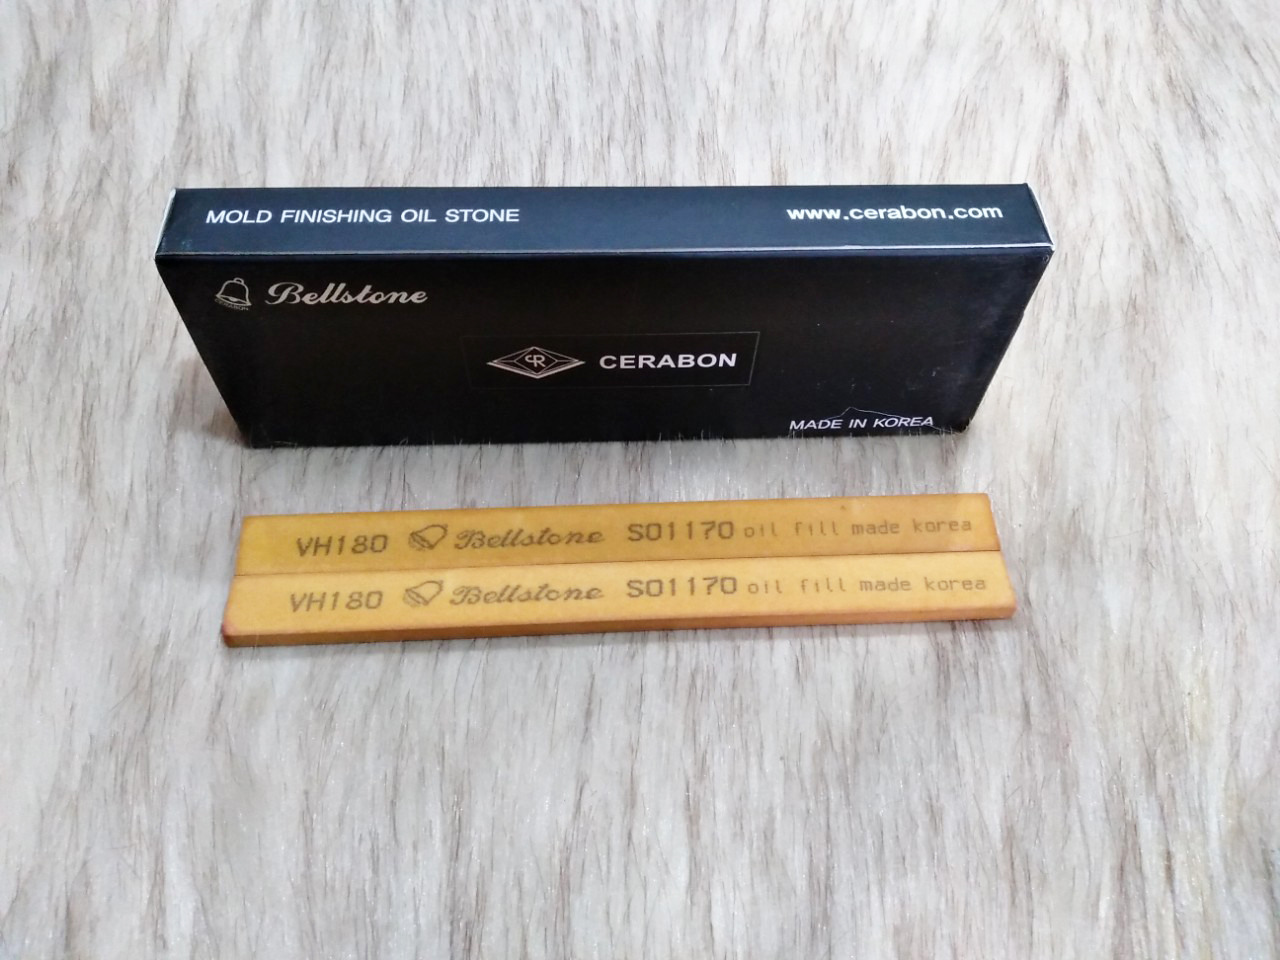 MOLD FINISHING OIL STONE www.cerabon.com
Bellstone
CR CERABON
MADE IN KOREA
VH180 Bellstone SO1170 oil fill made korea
VH180 Bellstone SO1170 oil fill made korea